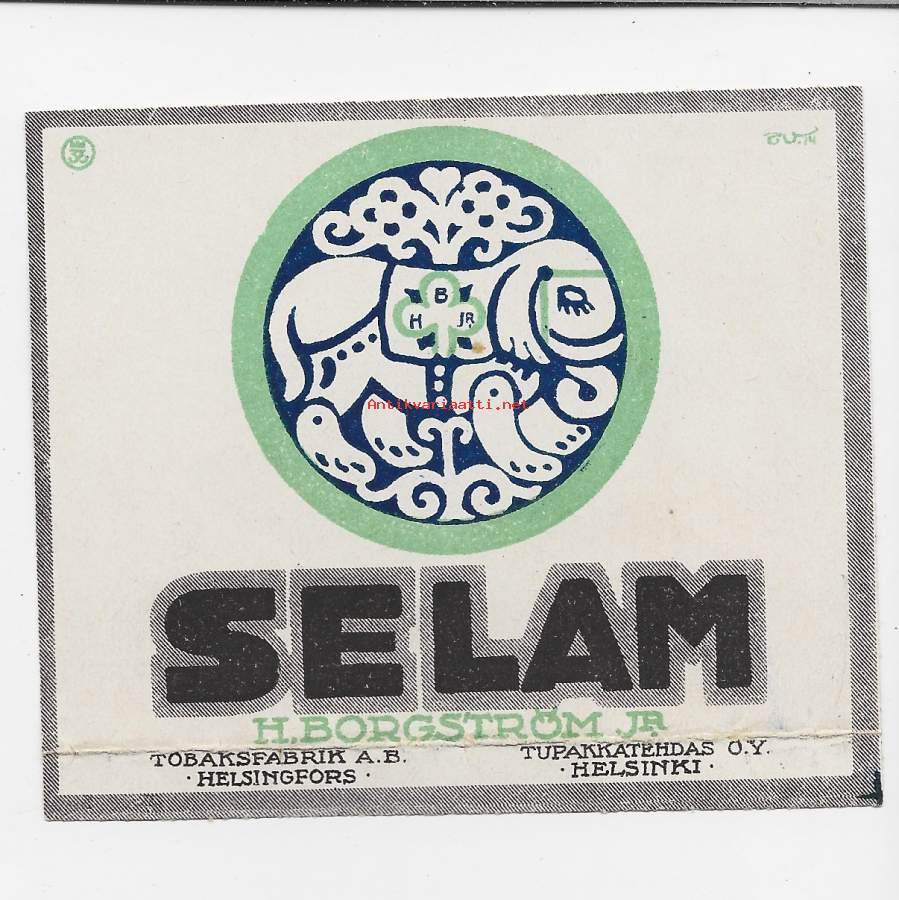 B
H JR
Antikvariaatti.net
SELAM
H. BORGSTRÖM JR
TOBAKSFABRIK A.B.
· HELSINGFORS ·
TUPAKKATEHDAS O.Y.
· HELSINKI ·